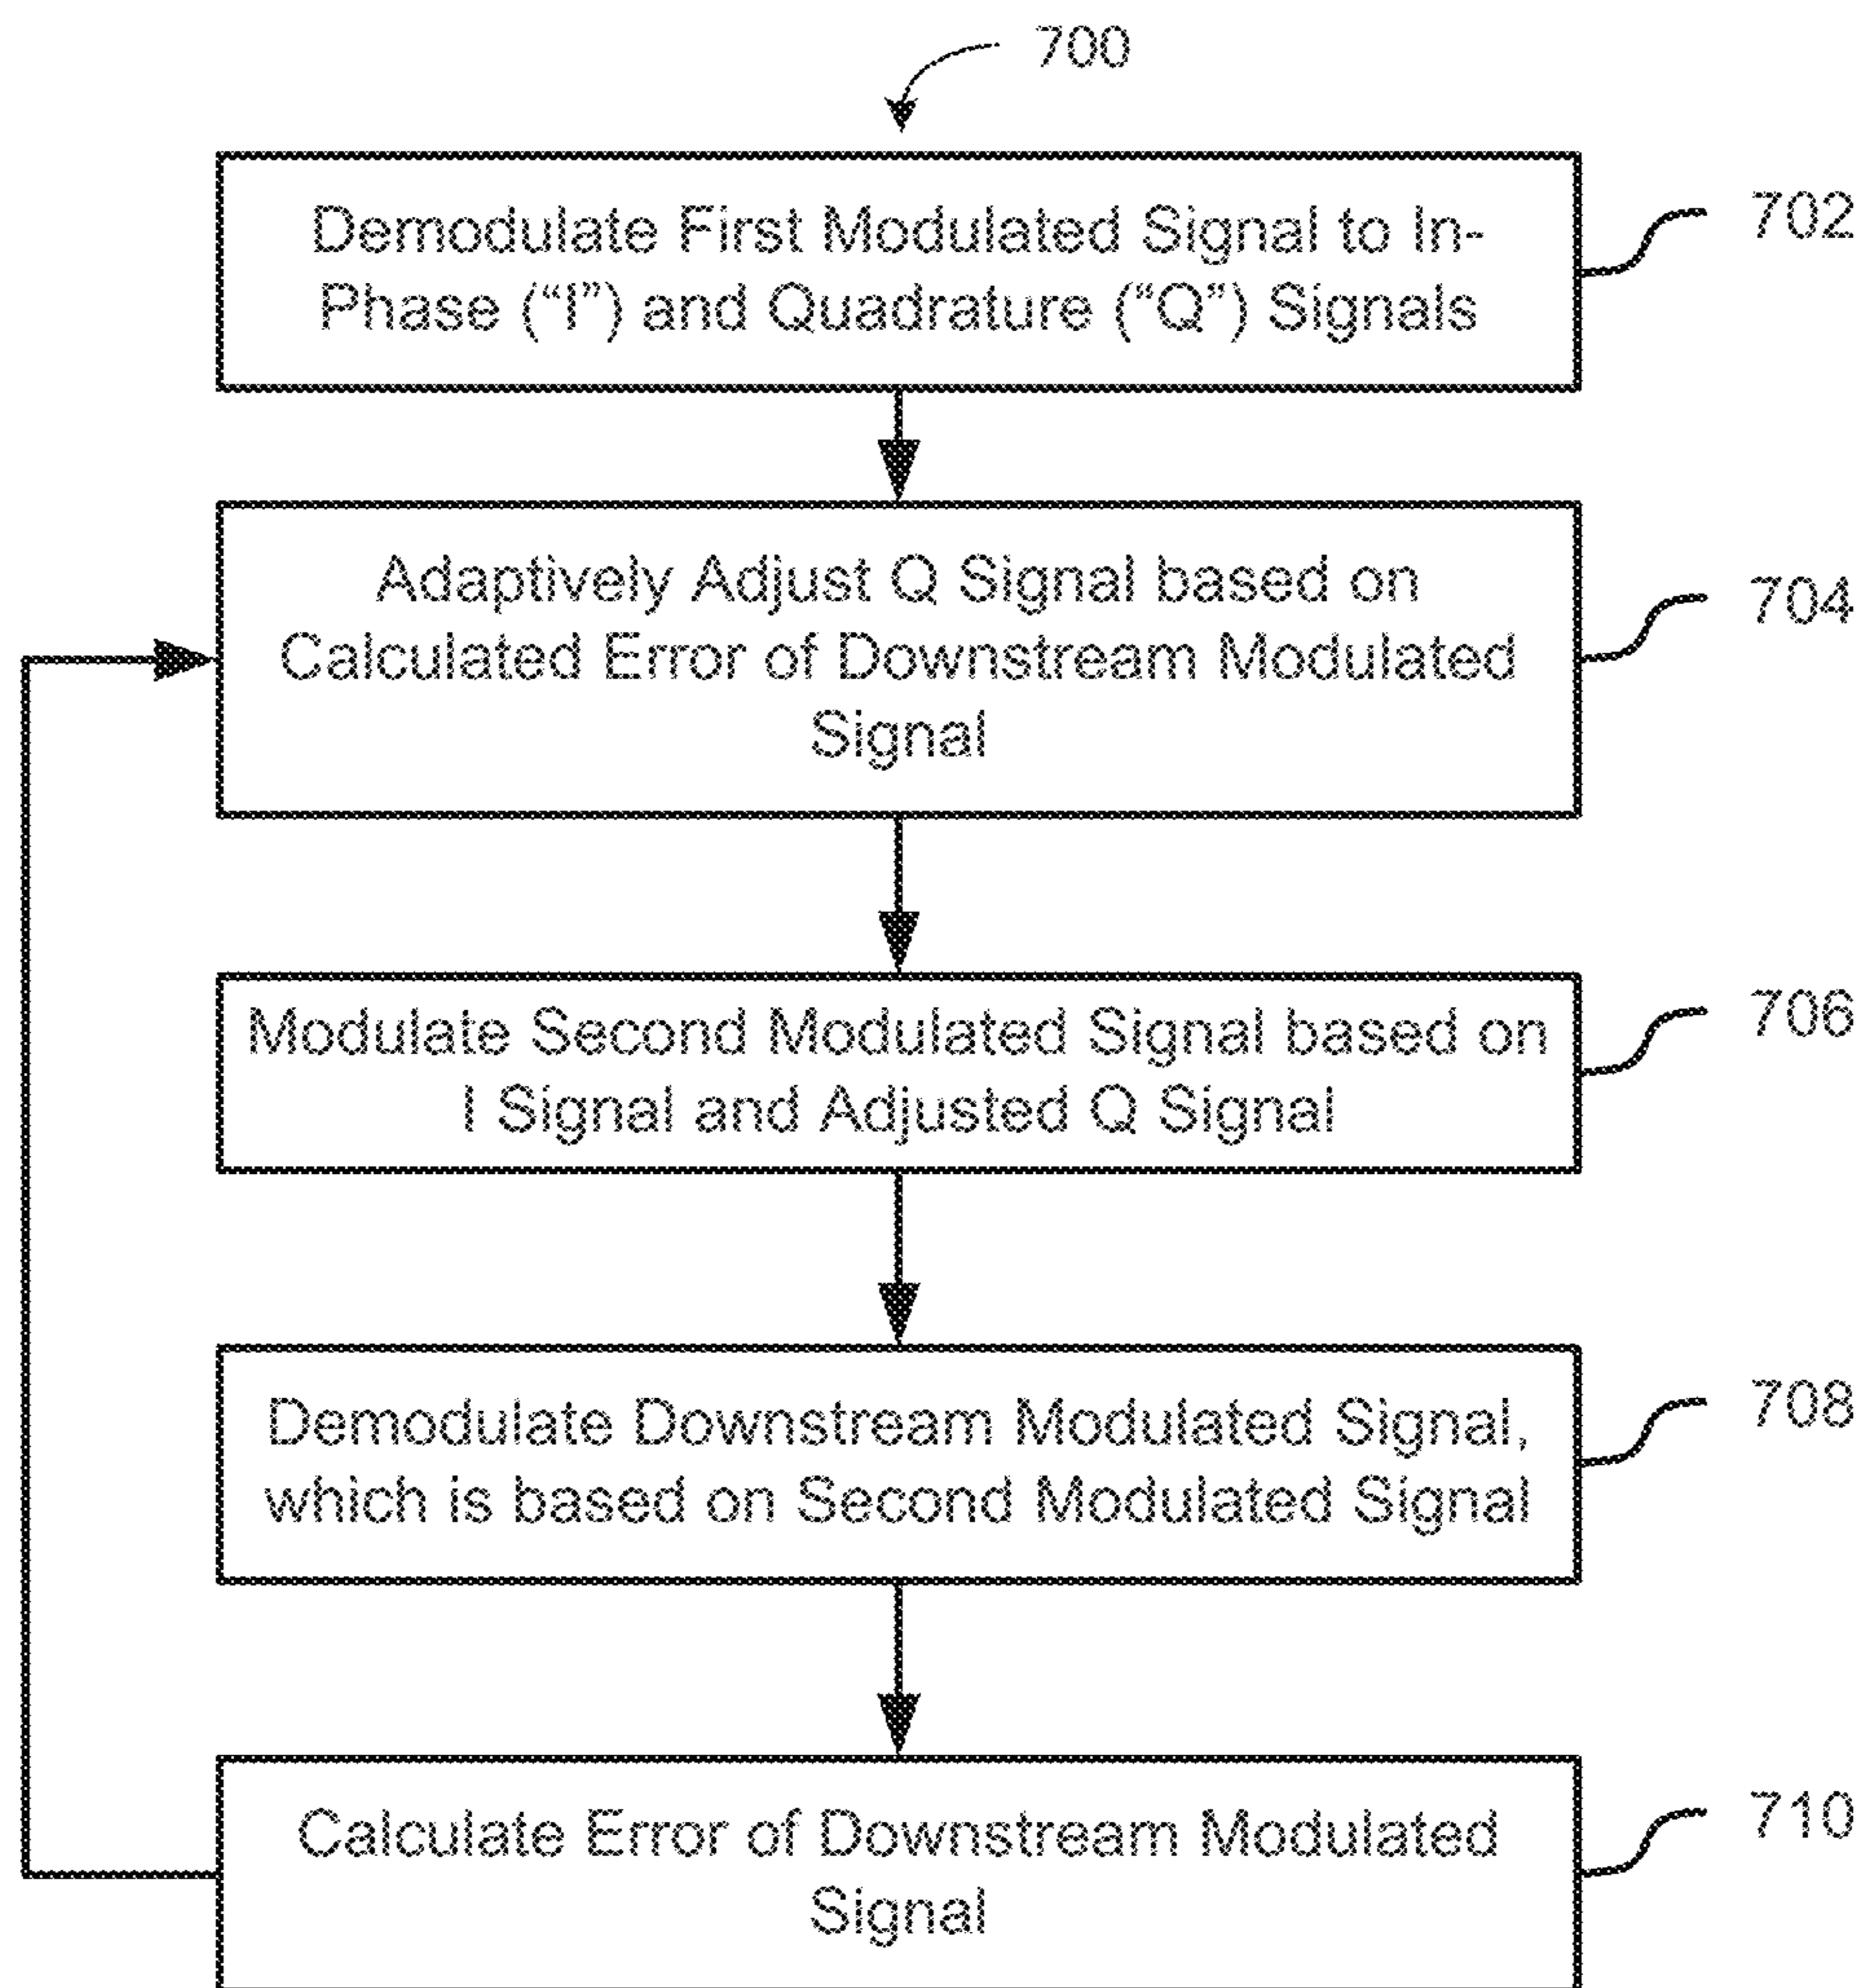 700
Demodulate First Modulated Signal to In-
Phase (“I”) and Quadrature (“Q”) Signals
702
Adaptively Adjust Q Signal based on
Calculated Error of Downstream Modulated
Signal
704
Modulate Second Modulated Signal based on
I Signal and Adjusted Q Signal
706
Demodulate Downstream Modulated Signal,
which is based on Second Modulated Signal
708
Calculate Error of Downstream Modulated
Signal
710